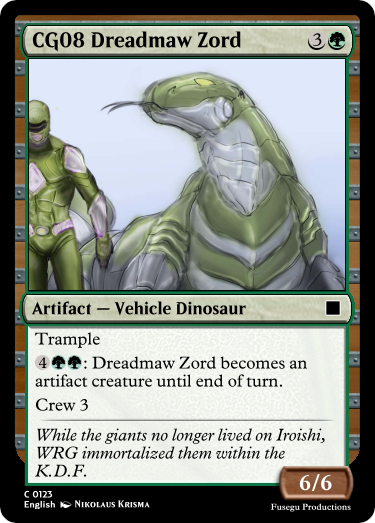 CG08 Dreadmaw Zord 3
Artifact — Vehicle Dinosaur
Trample
4: Dreadmaw Zord becomes an
artifact creature until end of turn.
Crew 3
While the giants no longer lived on Iroishi,
WRG immortalized them within the
K.D.F.
6/6
C 0123
English Nikolaus Krisma
Fusegu Productions